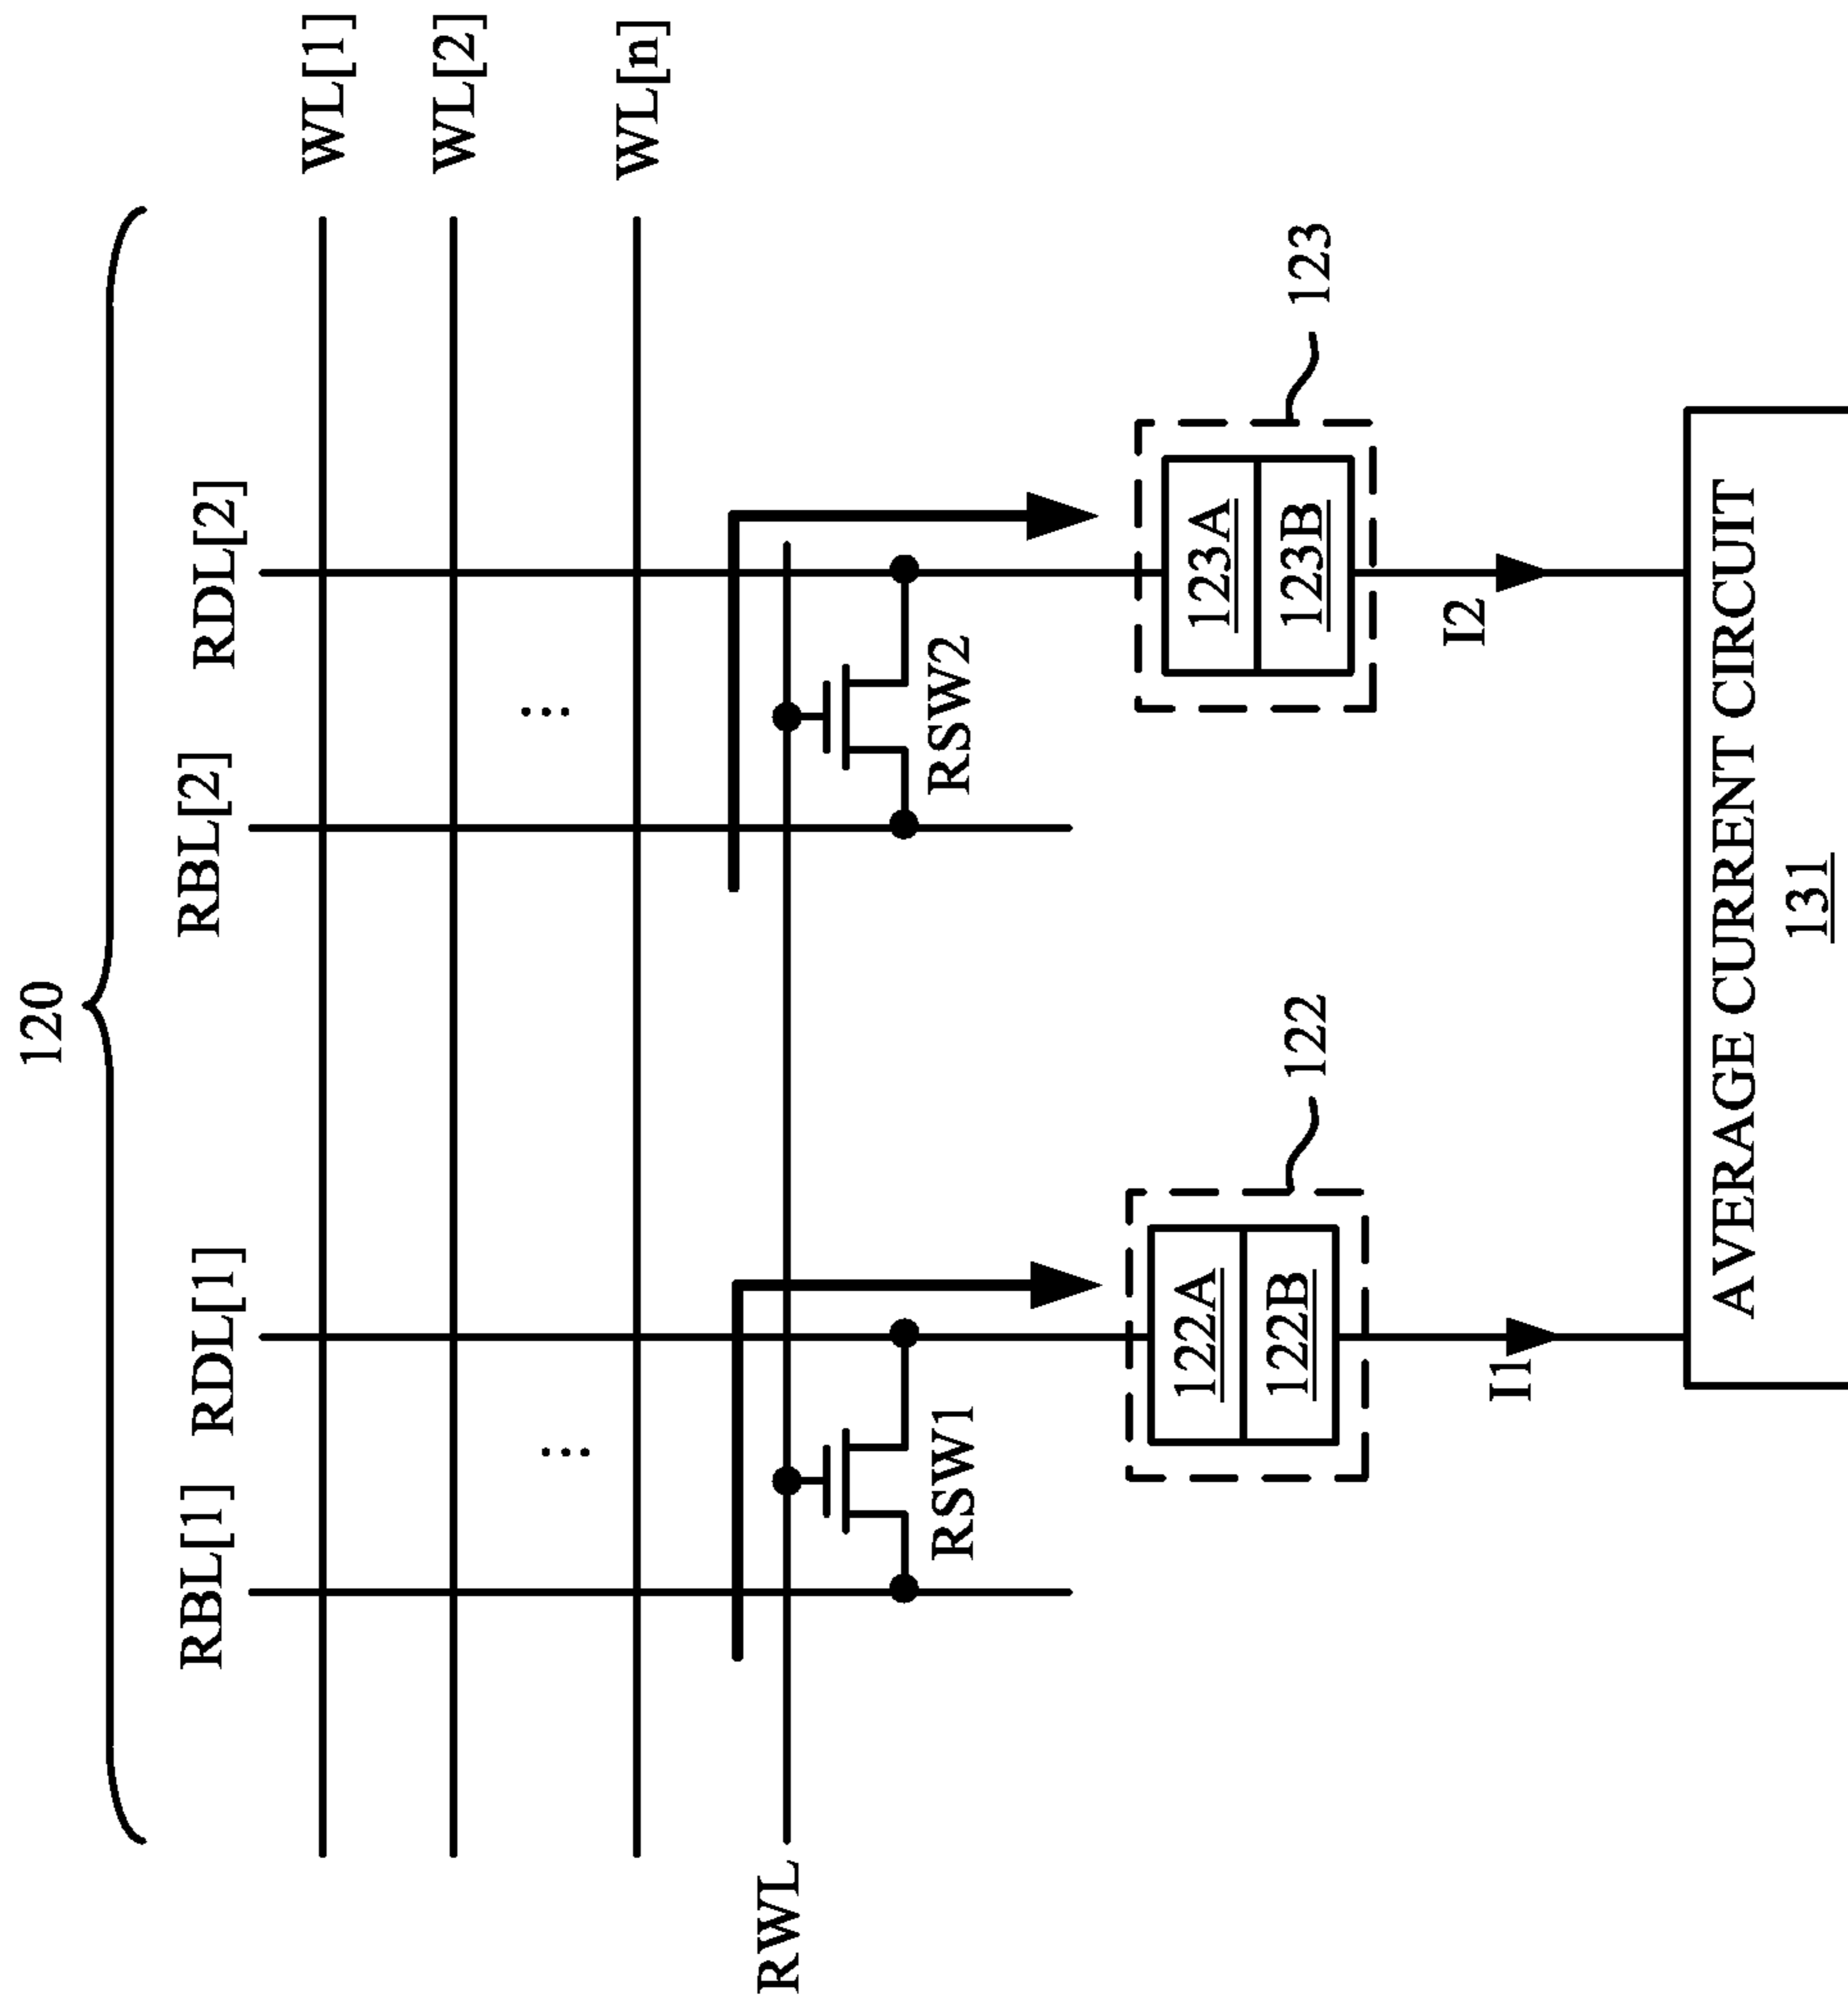 120
RBL[1]
RDL[1]
RBL[2]
RDL[2]
WL[1]
WL[2]
WL[n]
...
...
RWL
RSW1
RSW2
122A
122B
122
123A
123B
123
I1
I2
AVERAGE CURRENT CIRCUIT
131